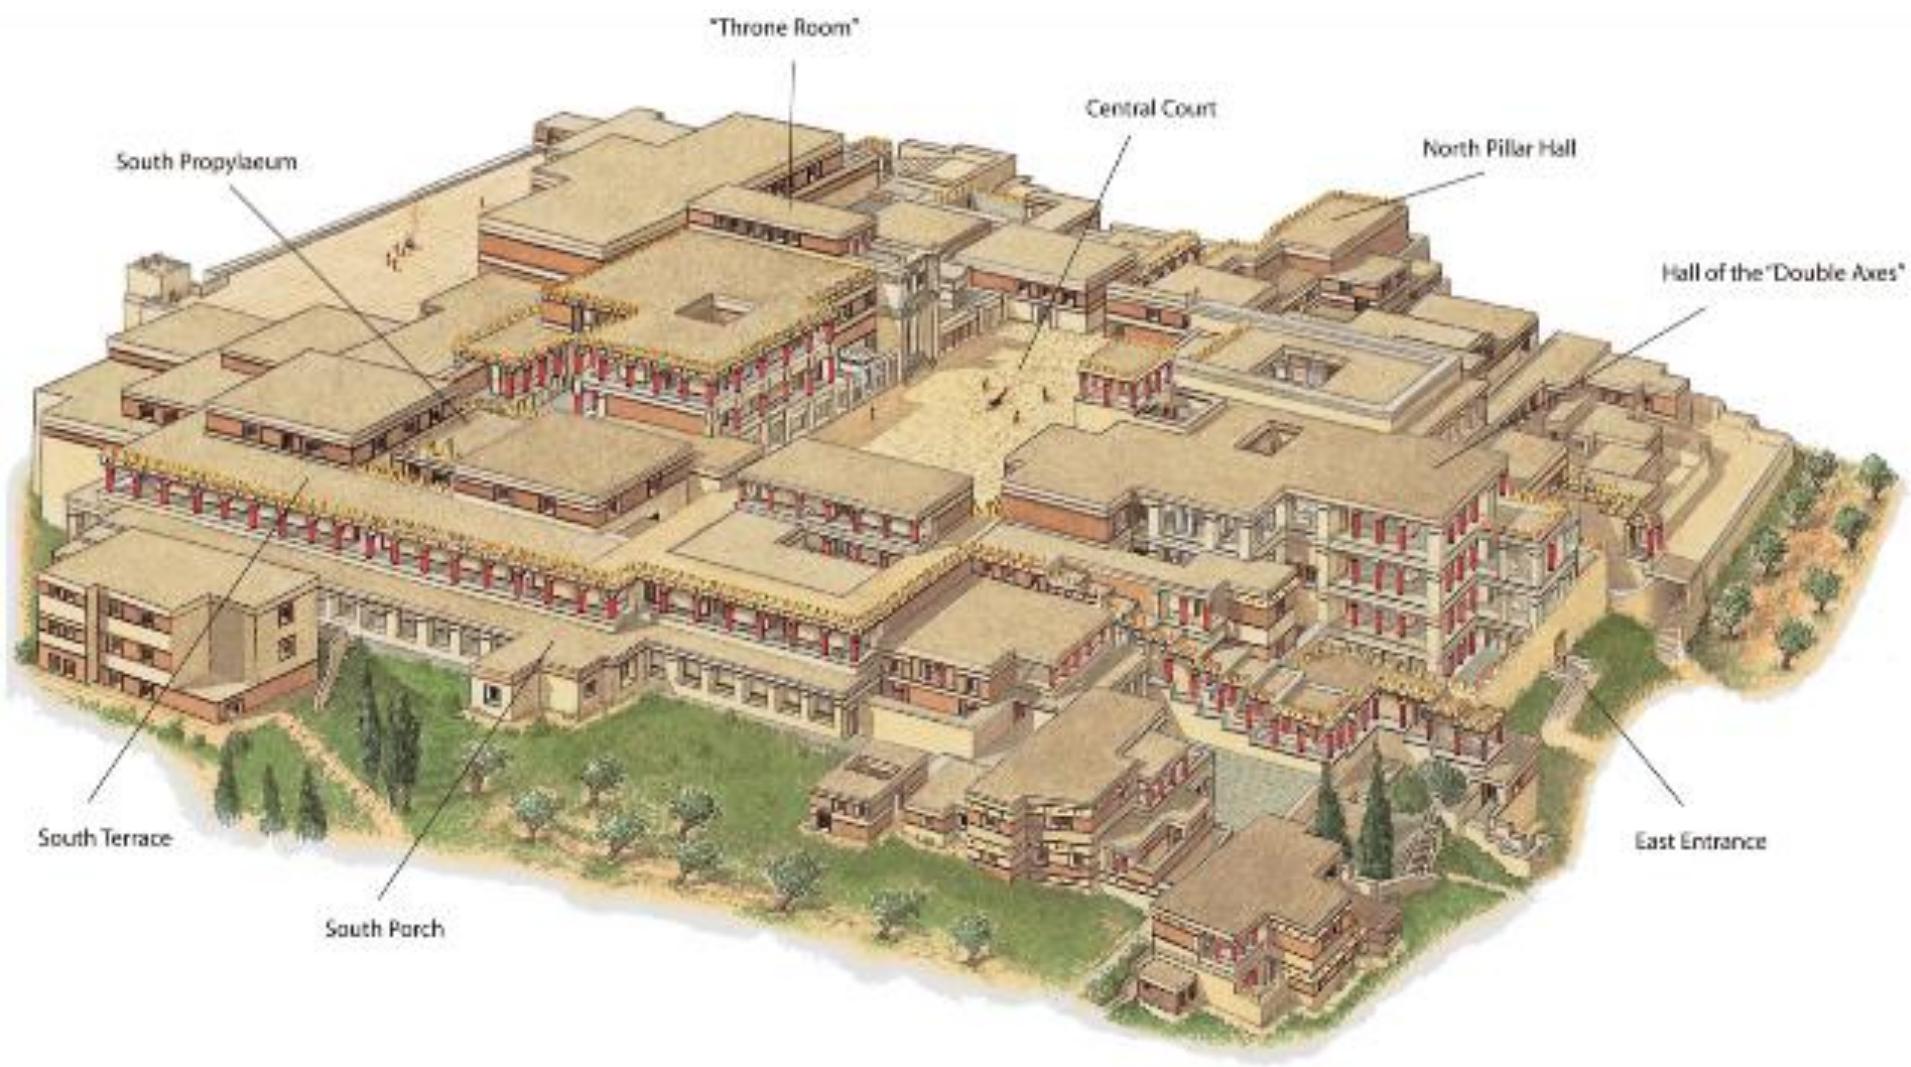 "Throne Room"
Central Court
North Pillar Hall
South Propylaeum
Hall of the "Double Axes"
South Terrace
East Entrance
South Porch